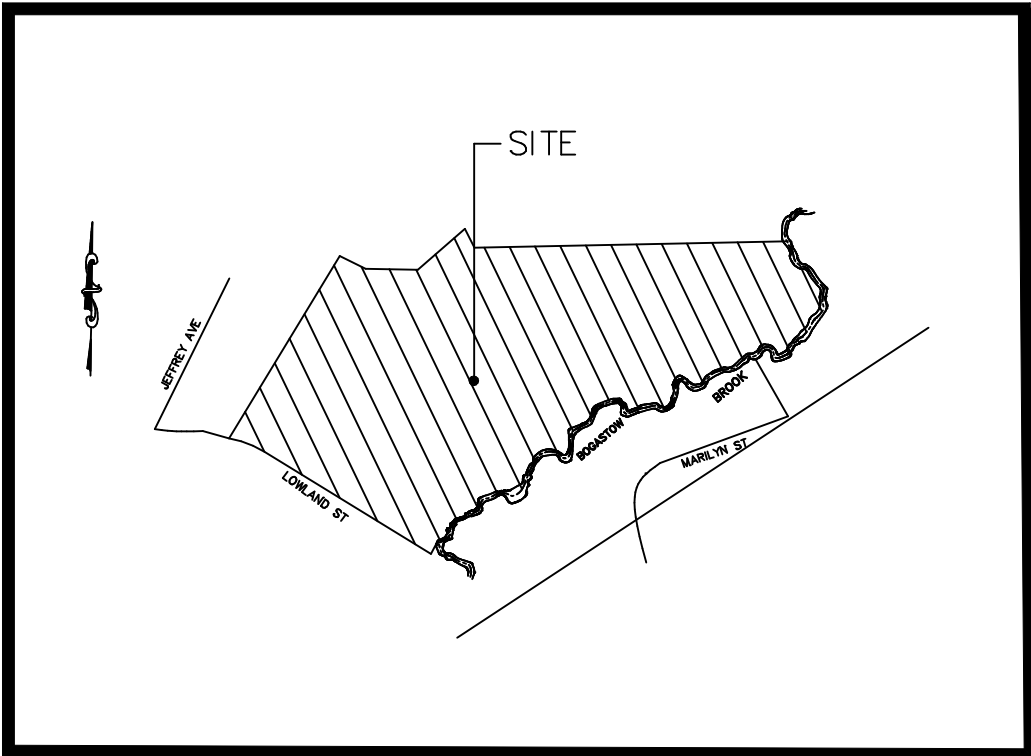 SITE
JEFFREY AVE
LOWLAND ST
BOGASTOW
BROOK
MARILYN ST